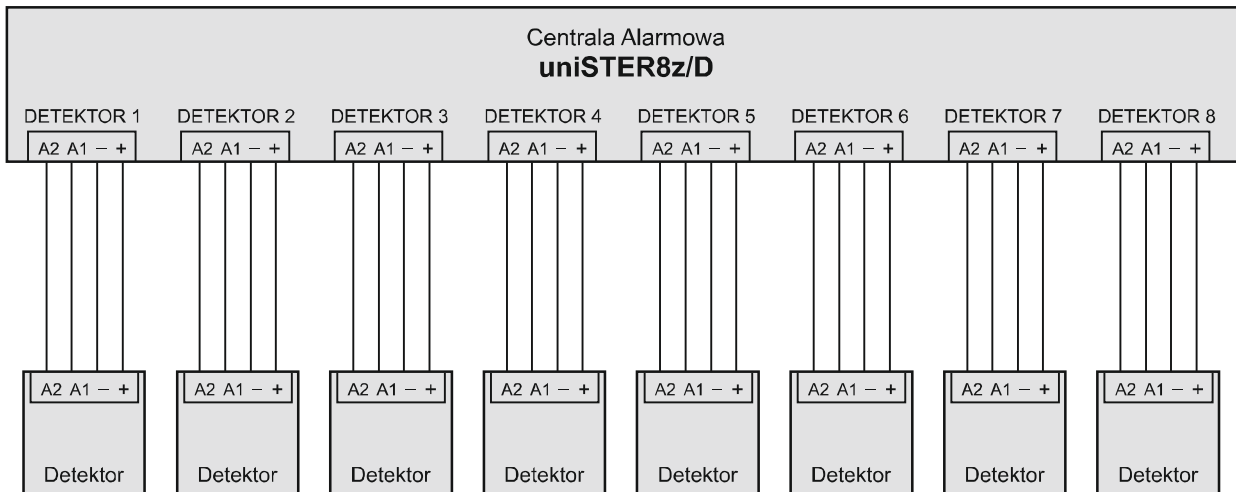 Centrala Alarmowa
uniSTER8z/D
DETEKTOR 1 DETEKTOR 2 DETEKTOR 3 DETEKTOR 4 DETEKTOR 5 DETEKTOR 6 DETEKTOR 7 DETEKTOR 8
A2 A1 − + A2 A1 − + A2 A1 − + A2 A1 − + A2 A1 − + A2 A1 − + A2 A1 − + A2 A1 − +
A2 A1 − + A2 A1 − + A2 A1 − + A2 A1 − + A2 A1 − + A2 A1 − + A2 A1 − + A2 A1 − +
Detektor Detektor Detektor Detektor Detektor Detektor Detektor Detektor